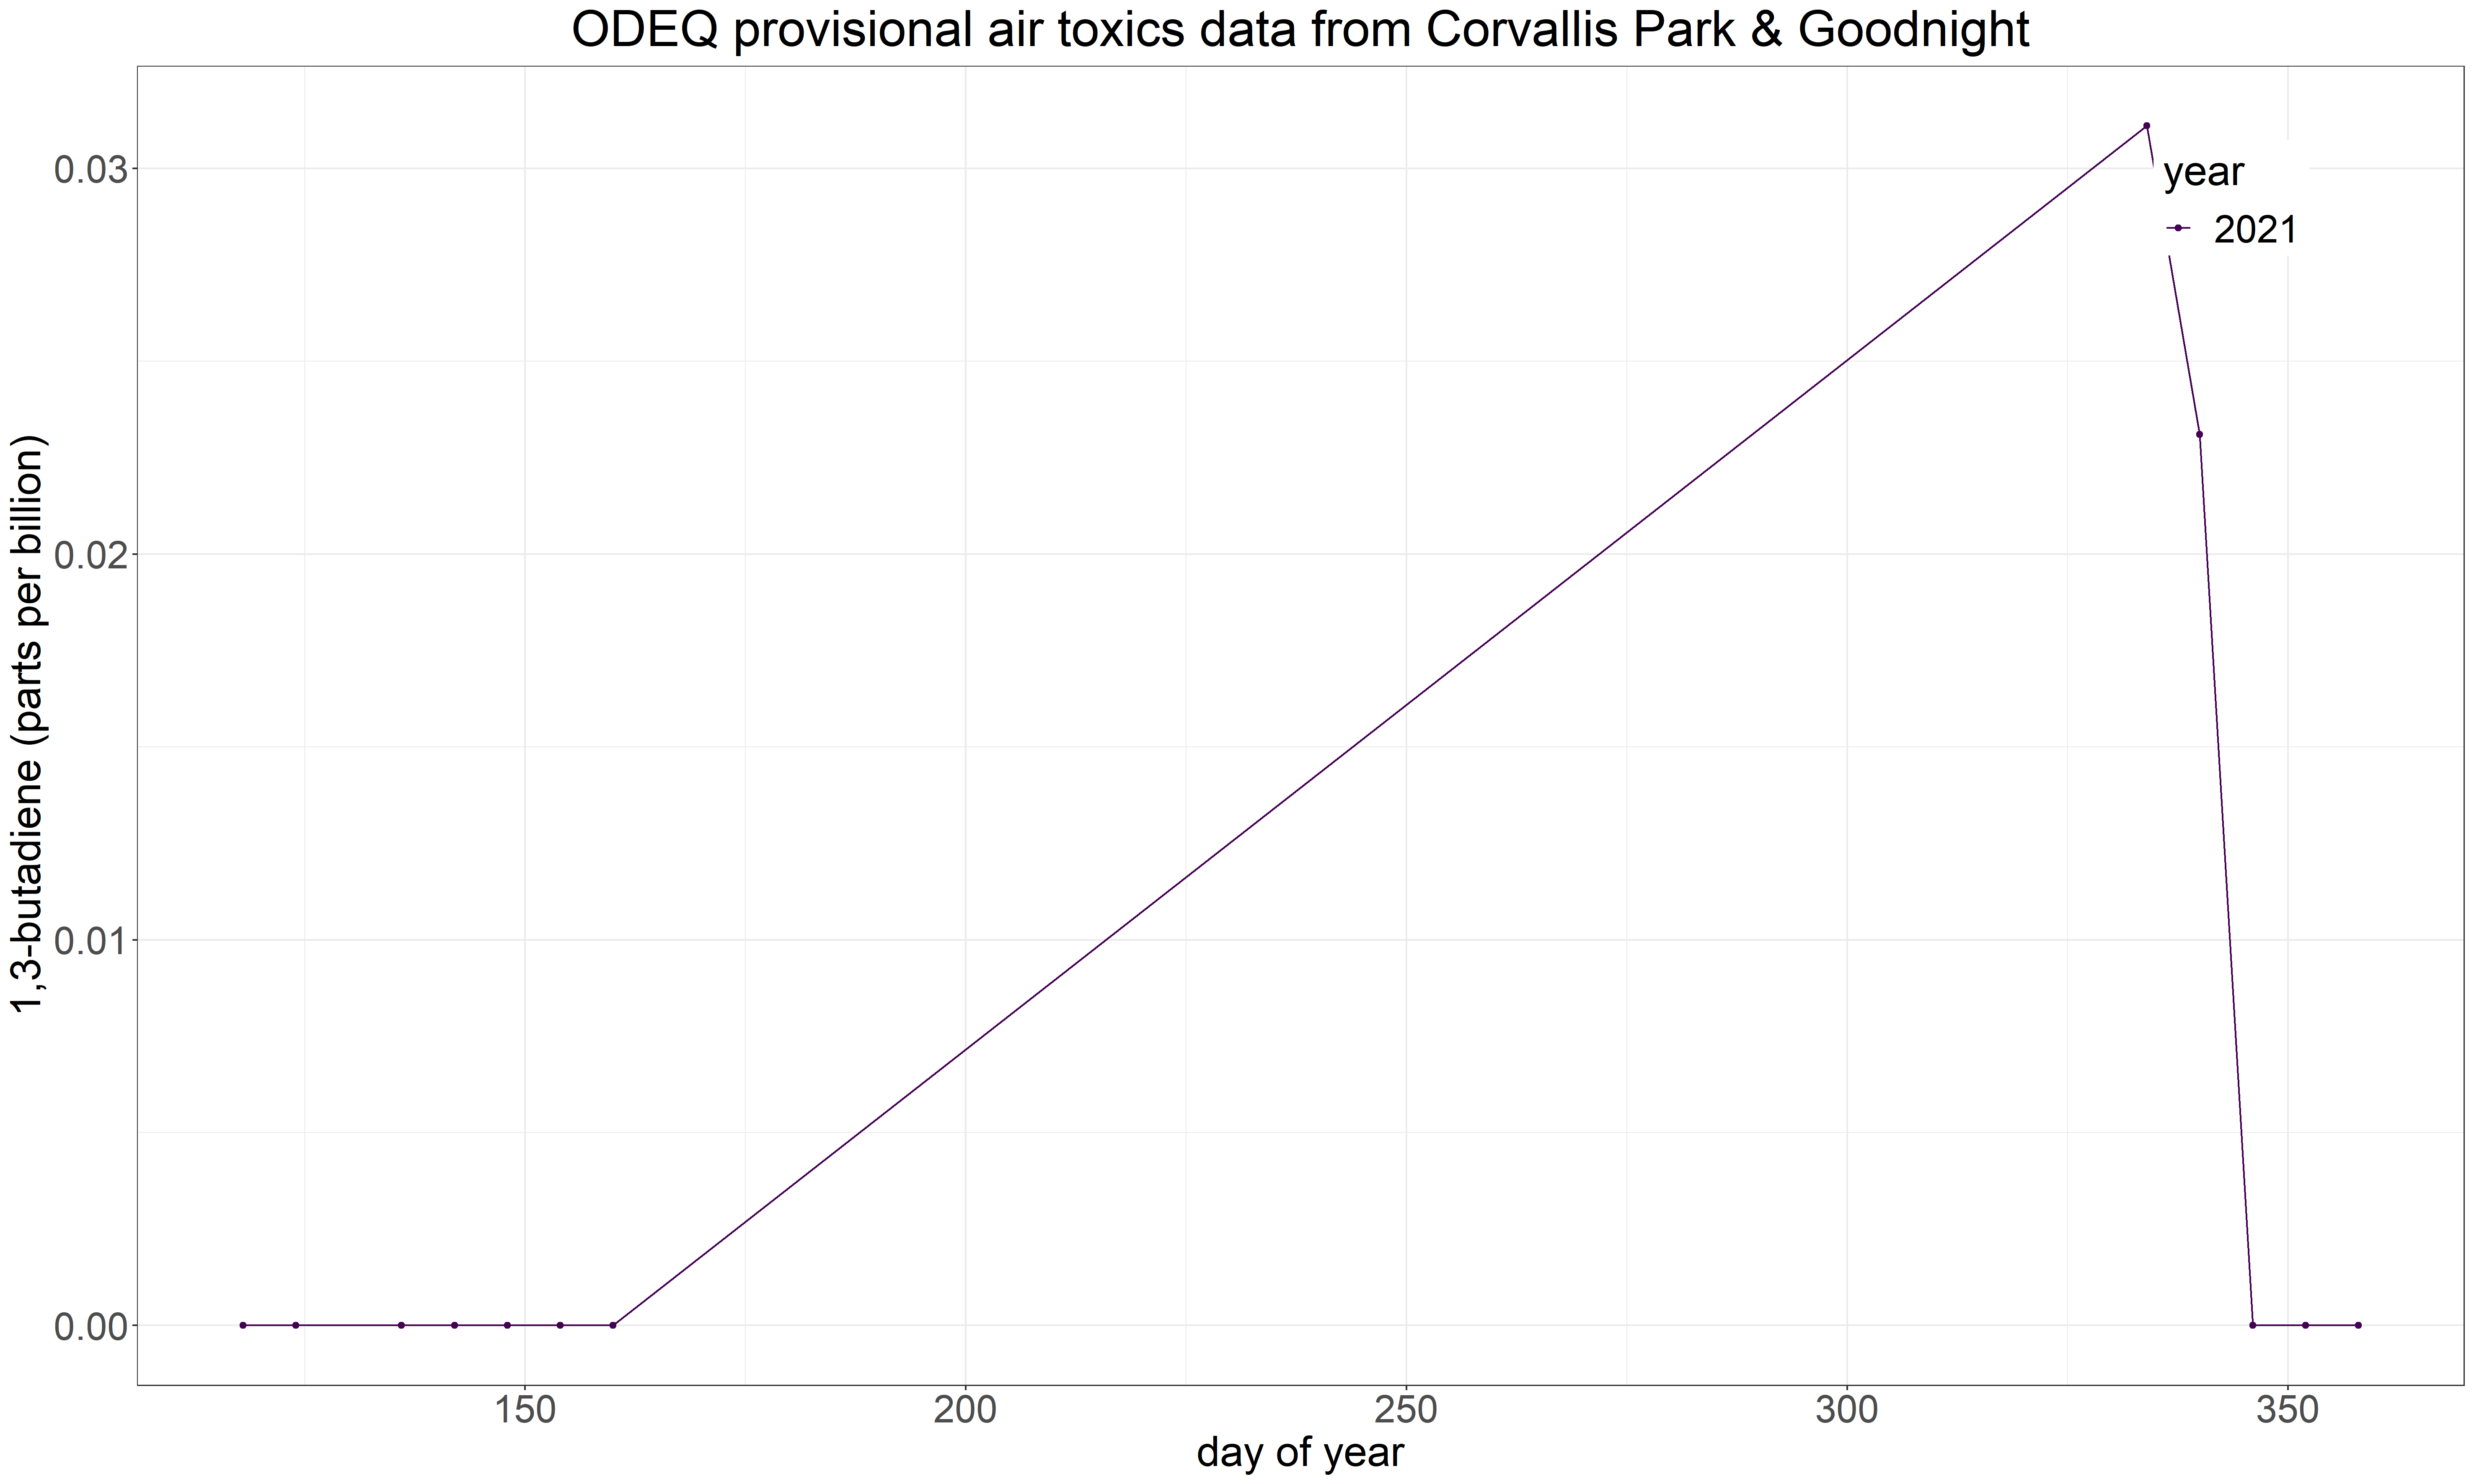 ODEQ provisional air toxics data from Corvallis Park & Goodnight
1,3-butadiene (parts per billion)
0.03
0.02
0.01
0.00
year
2021
150 200 250 300 350
day of year